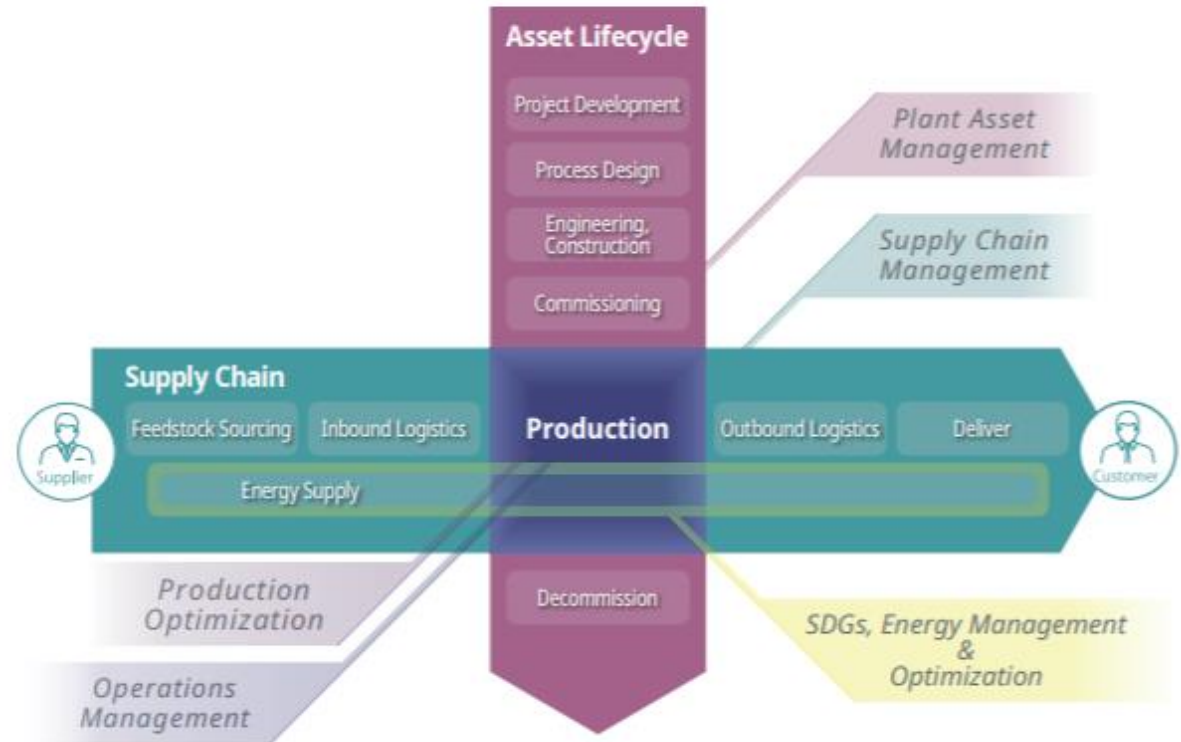 Asset Lifecycle
Project Development
Process Design
Engineering,
Construction
Commissioning
Plant Asset
Management
Supply Chain
Management
Supply Chain
Feedstock Sourcing
Inbound Logistics
Production
Outbound Logistics
Deliver
Supplier
Customer
Energy Supply
Production
Optimization
Decommission
SDGs, Energy Management
&
Optimization
Operations
Management